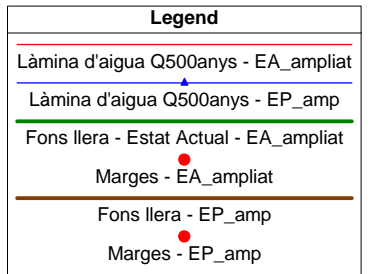 Legend
Làmina d'aigua Q500anys - EA_ampliat
Làmina d'aigua Q500anys - EP_amp
Fons llera - Estat Actual - EA_ampliat
Marges - EA_ampliat
Fons llera - EP_amp
Marges - EP_amp